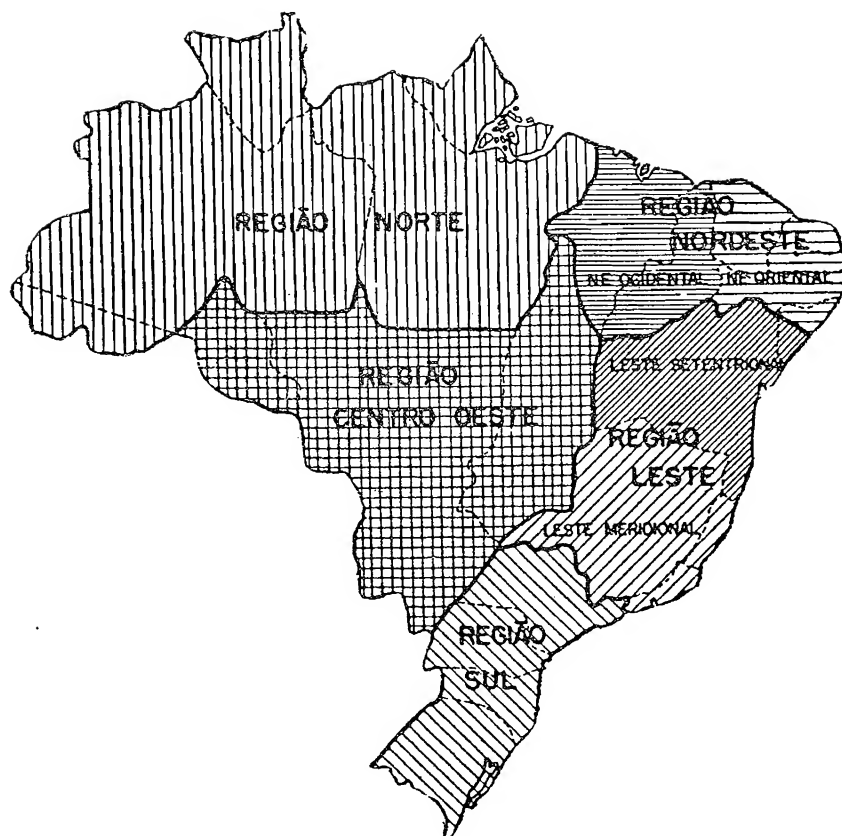 REGIÃO NORTE
REGIÃO
NORDESTE
NE OCIDENTAL
NE ORIENTAL
LESTE SETENTRIONAL
REGIÃO
CENTRO OESTE
REGIÃO
LESTE
LESTE MERIDIONAL
REGIÃO
SUL